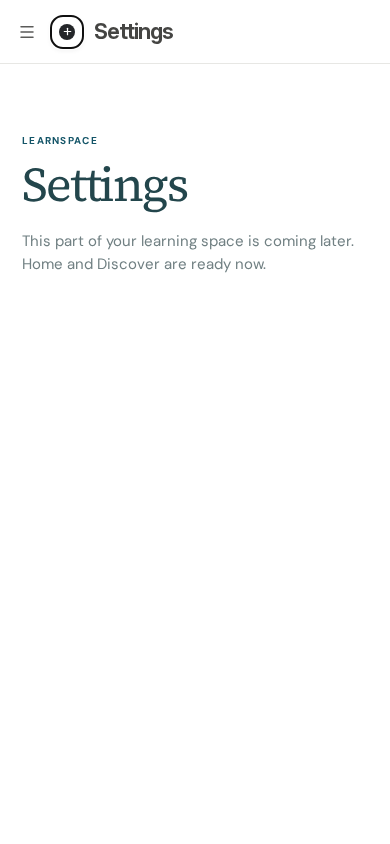 Settings
LEARNSPACE
Settings
This part of your learning space is coming later.
Home and Discover are ready now.